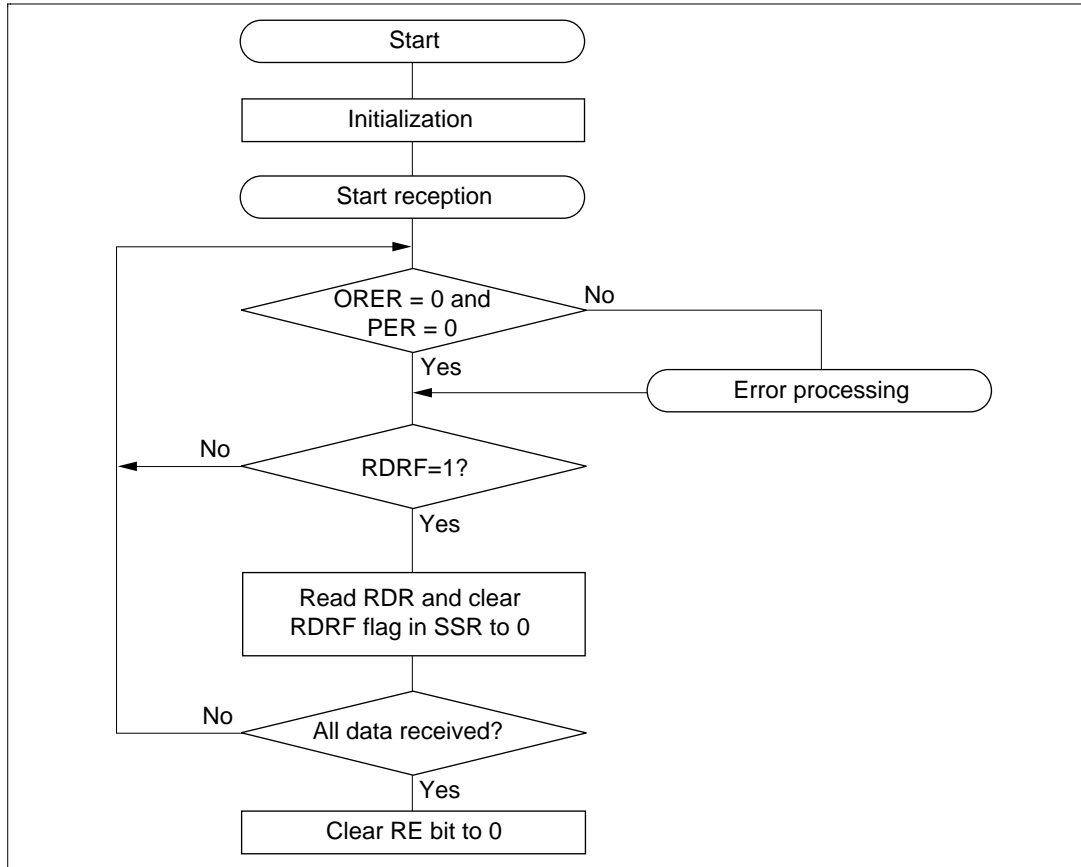 Start
Initialization
Start reception
ORER = 0 and
PER = 0
No
Yes
Error processing
No
RDRF=1?
Yes
Read RDR and clear
RDRF flag in SSR to 0
No
All data received?
Yes
Clear RE bit to 0